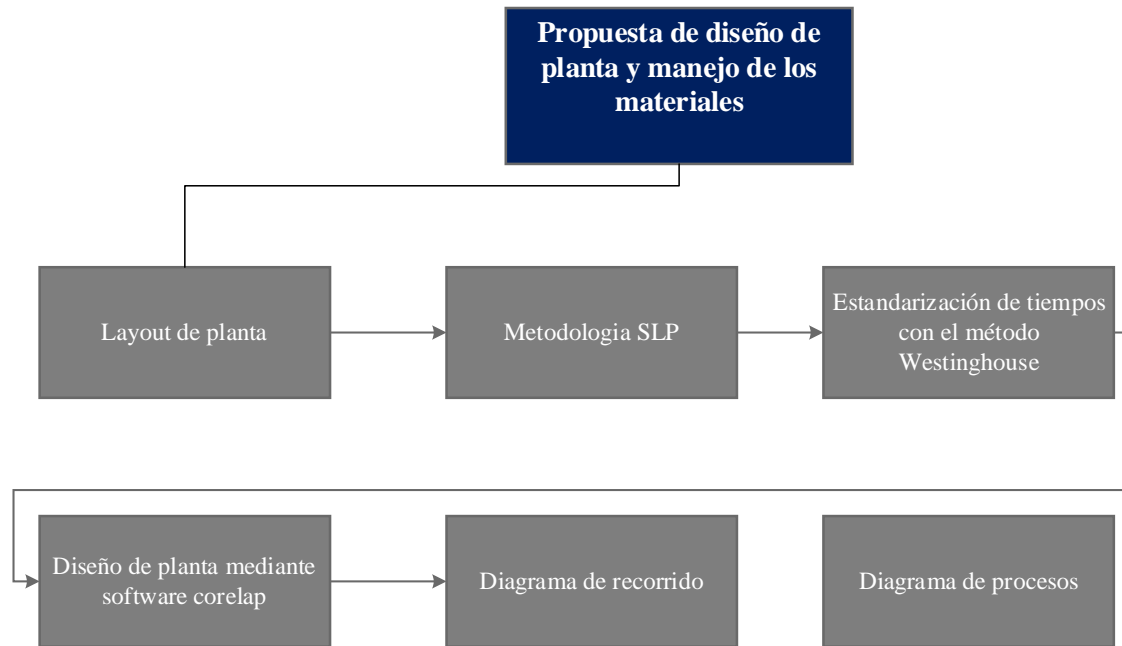 Propuesta de diseño de
planta y manejo de los
materiales
Layout de planta
Metodologia SLP
Estandarización de tiempos
con el método
Westinghouse
Diseño de planta mediante
software corelap
Diagrama de recorrido
Diagrama de procesos